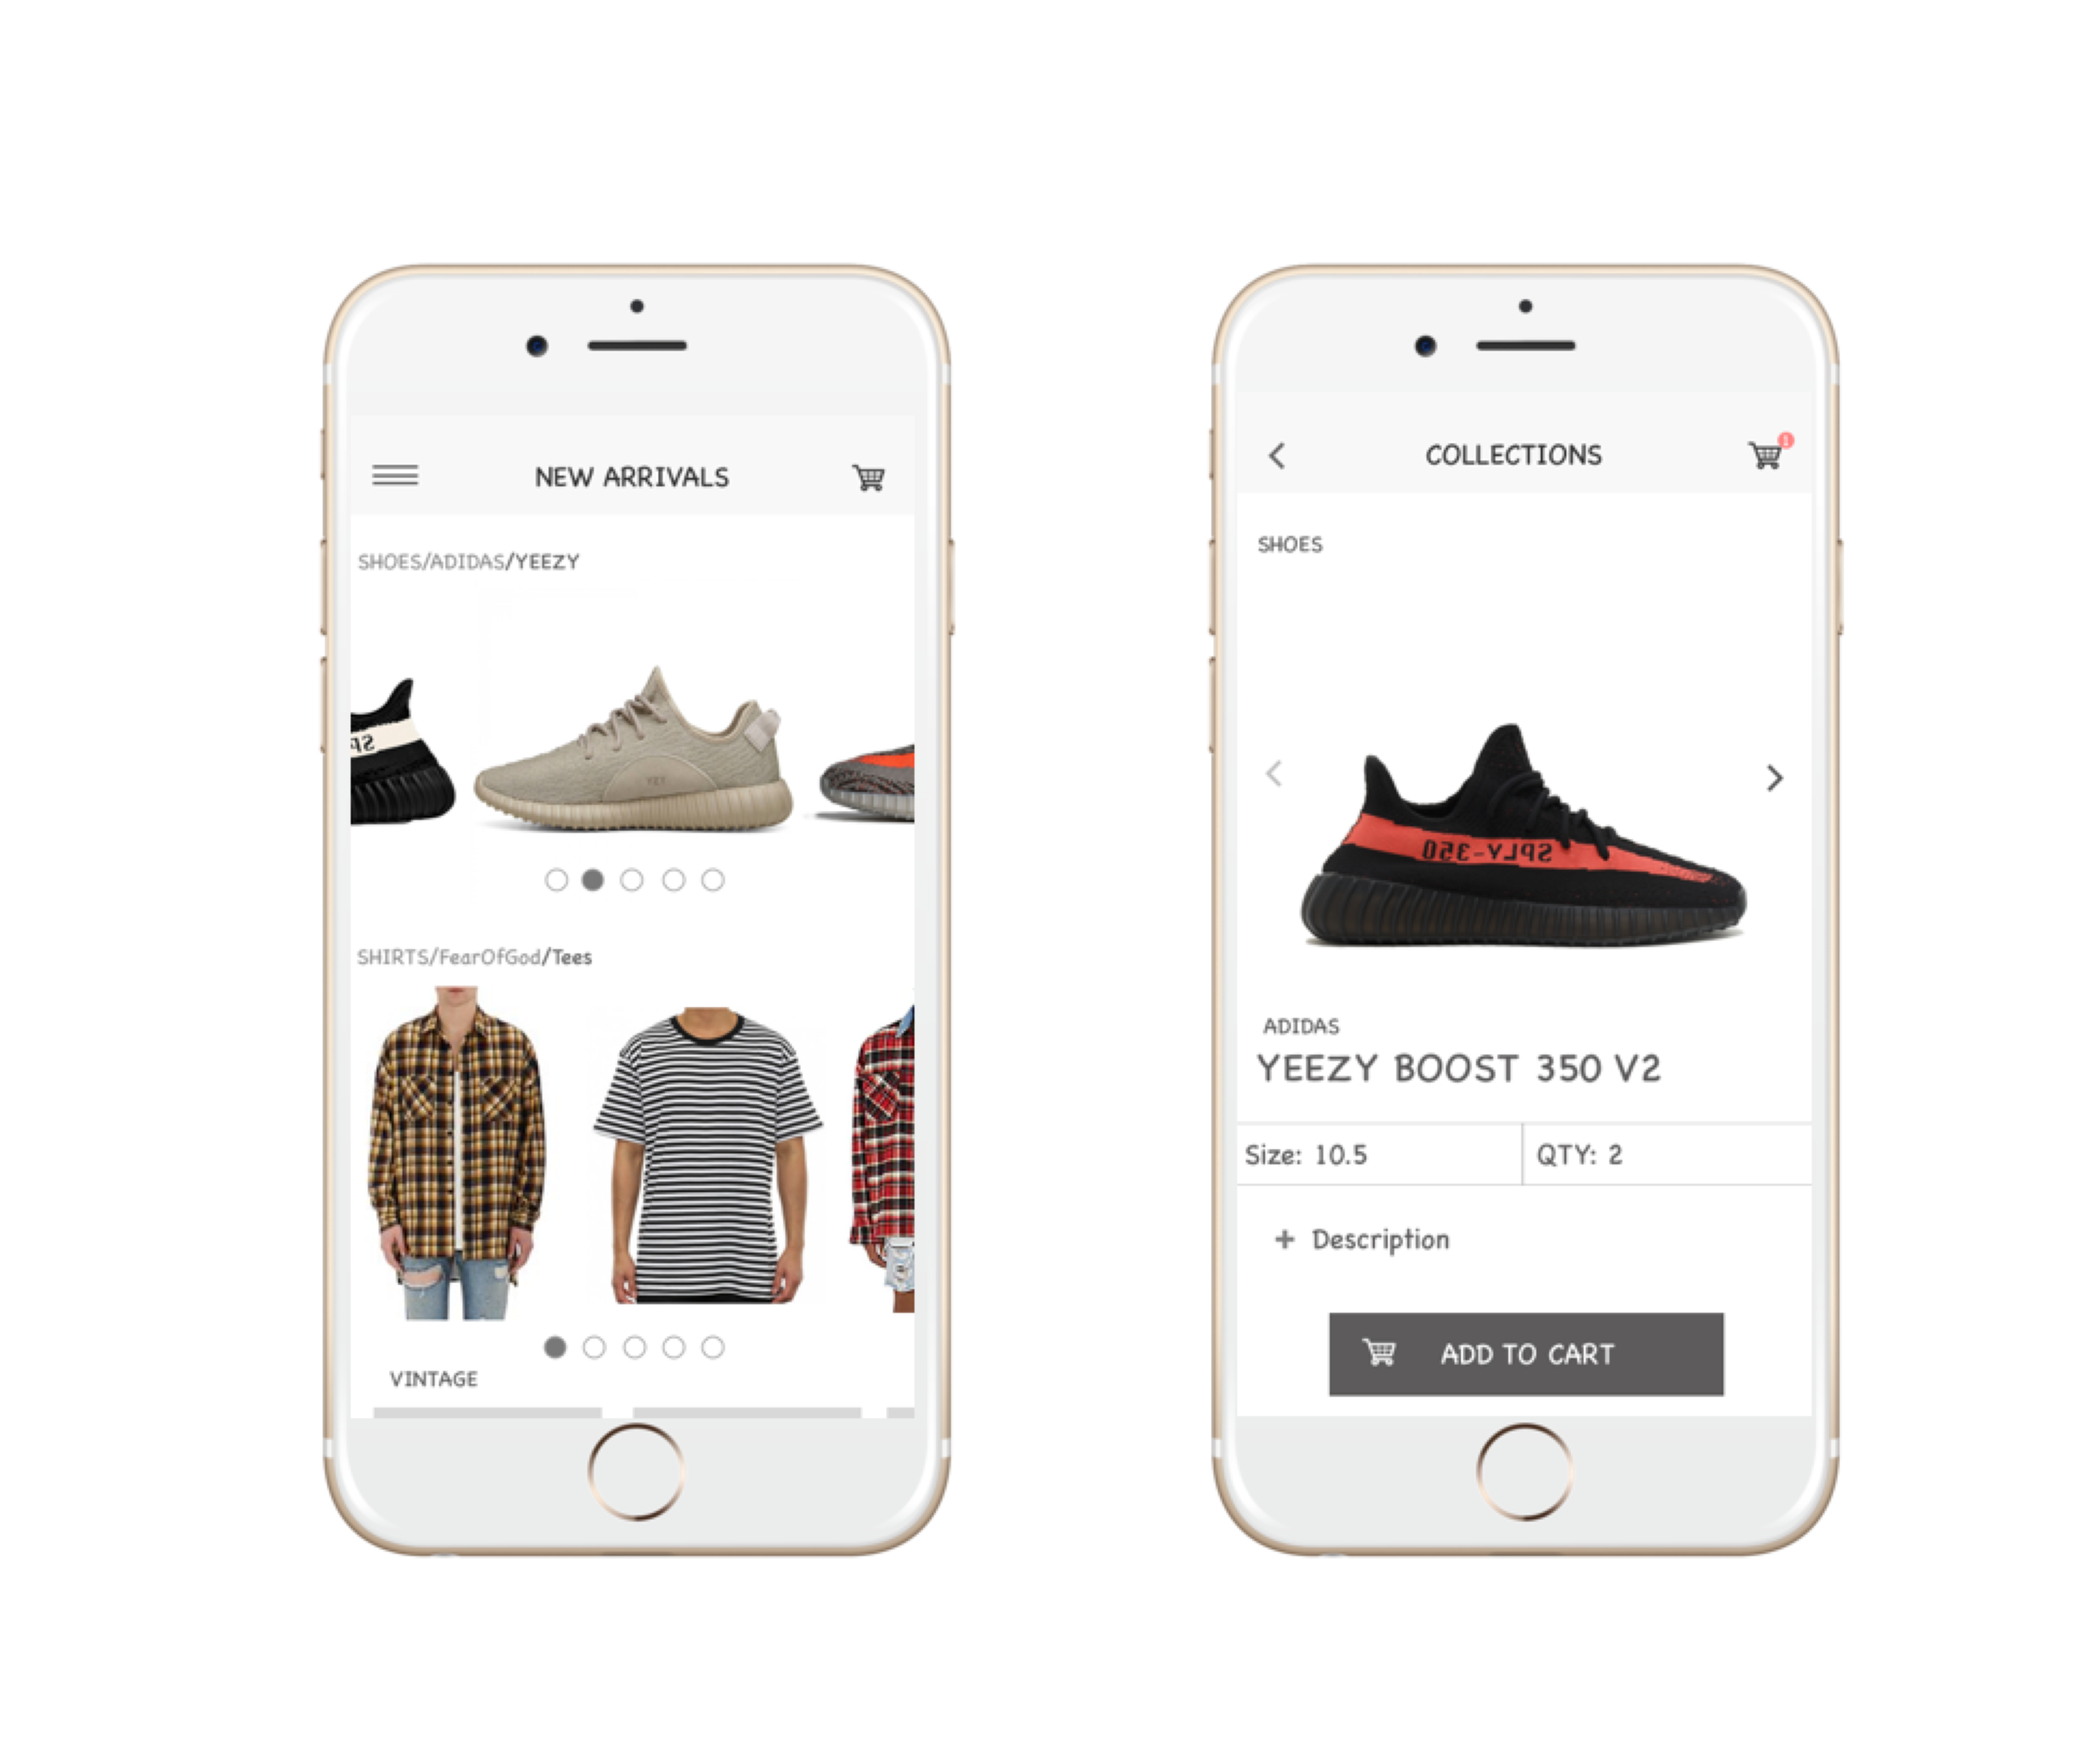 NEW ARRIVALS
SHOES/ADIDAS/YEEZY
YZY
SHIRTS/FearOfGod/Tees
VINTAGE
COLLECTIONS
1
SHOES
SPLY-350
ADIDAS
YEEZY BOOST 350 V2
Size: 10.5
QTY: 2
+ Description
ADD TO CART